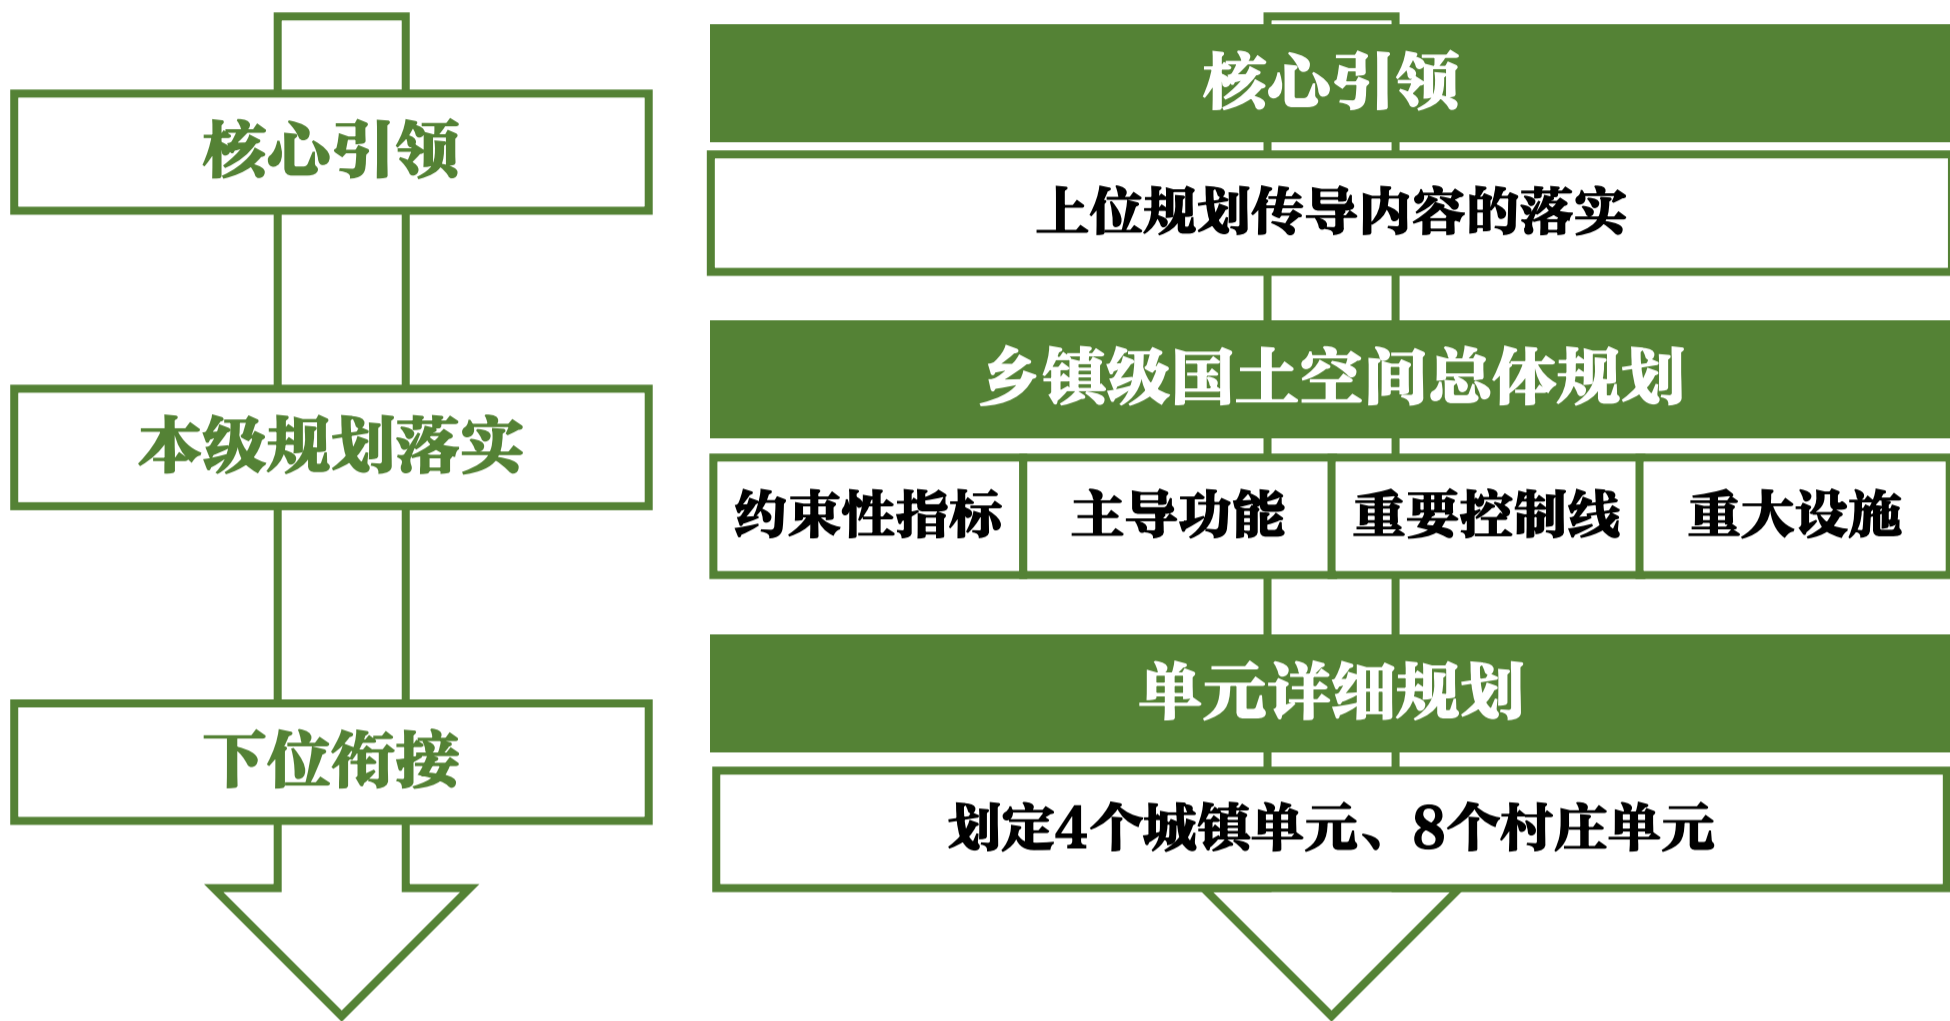 核心引领
本级规划落实
下位衔接
核心引领
上位规划传导内容的落实
乡镇级国土空间总体规划
约束性指标
主导功能
重要控制线
重大设施
单元详细规划
划定4个城镇单元、8个村庄单元